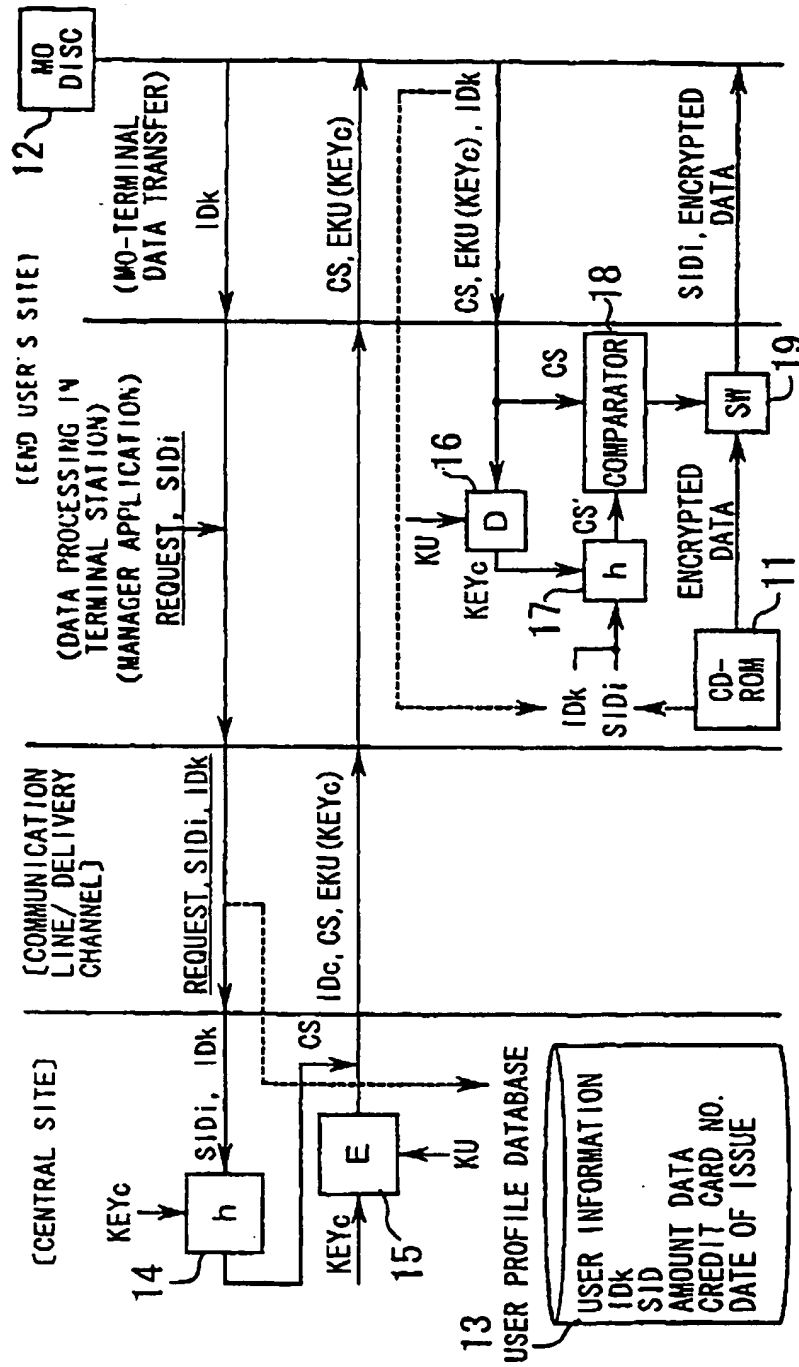 [END USER'S SITE]
12
MO
DISC
(MO-TERMINAL
DATA TRANSFER)
(DATA PROCESSING IN
TERMINAL STATION)
(MANAGER APPLICATION)
REQUEST, SIDi
IDk
[COMMUNICATION
LINE/ DELIVERY
CHANNEL]
REQUEST, SIDi, IDk
[CENTRAL SITE]
SIDi, IDk
KEYc
h
14
CS
E
KEYc
KU
15
IDc, CS, EKU(KEYc)
CS, EKU(KEYc)
CS, EKU(KEYc), IDk
16
D
KU
KEYc
CS
18
COMPARATOR
CS'
17
h
IDk
SIDi
SW
19
SIDi, ENCRYPTED
DATA
ENCRYPTED
DATA
11
CD-
ROM
13
USER PROFILE DATABASE
USER INFORMATION
IDk
SID
AMOUNT DATA
CREDIT CARD NO.
DATE OF ISSUE